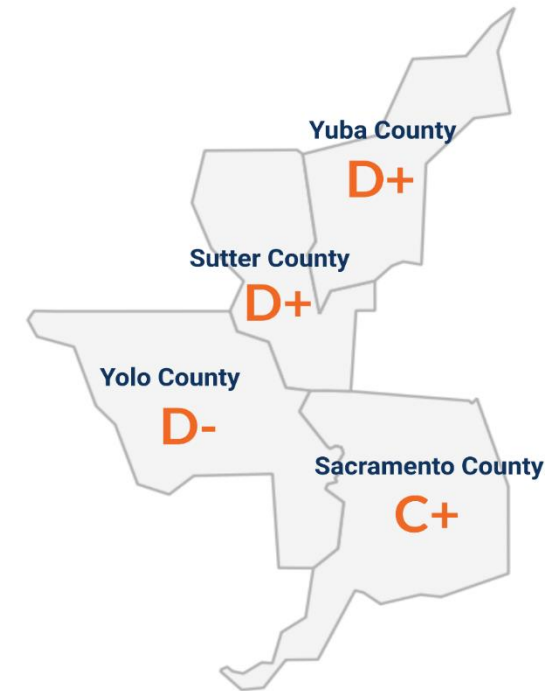 Yuba County
D+
Sutter County
D+
Yolo County
D-
Sacramento County
C+